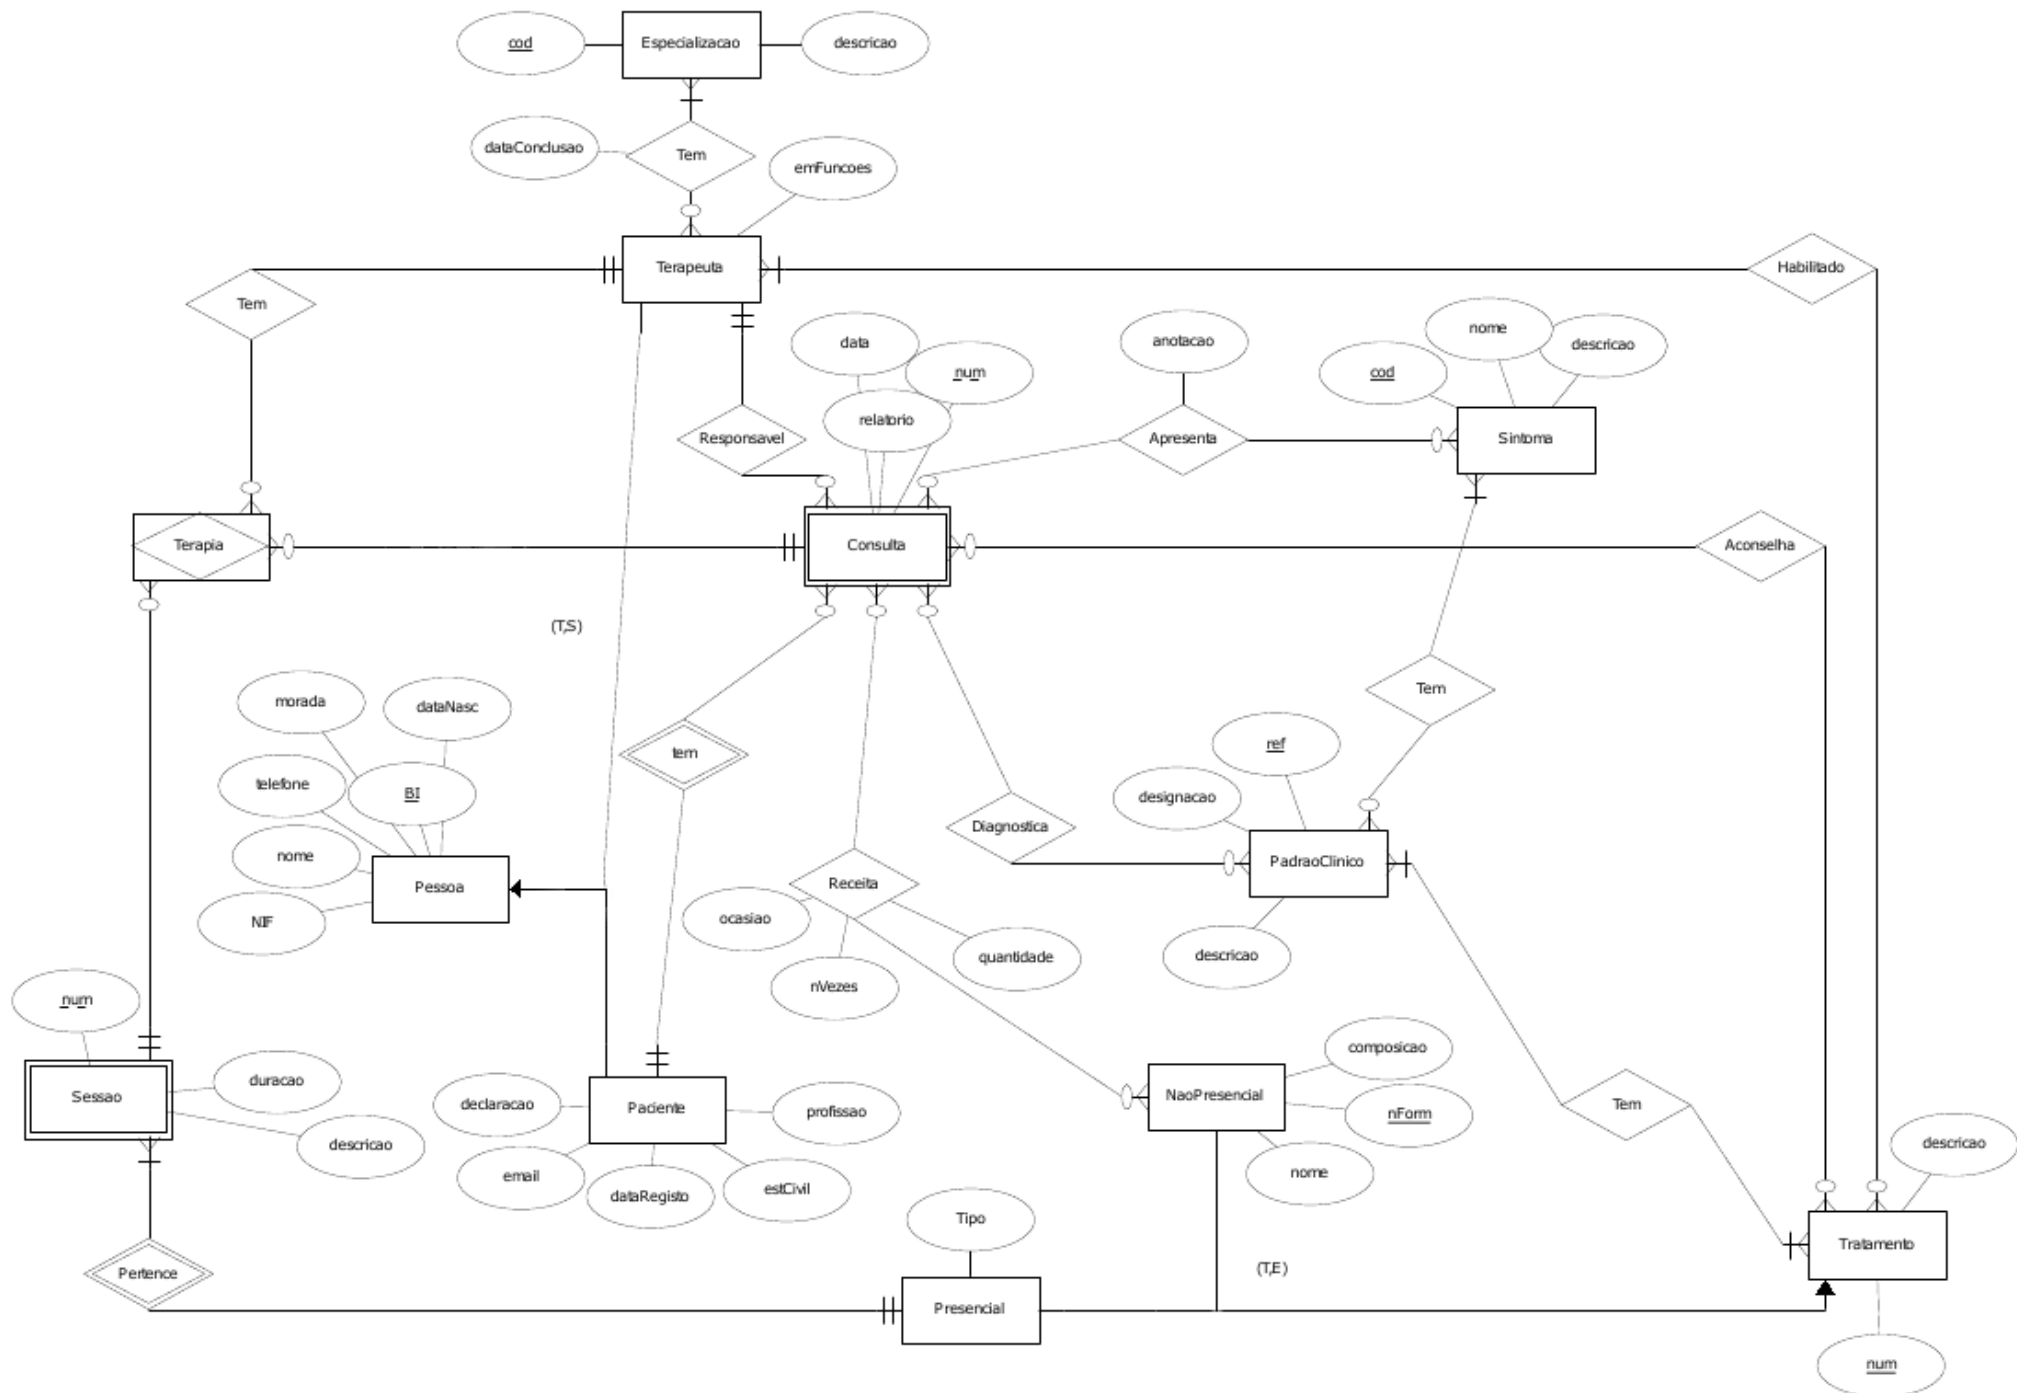 cod
Especializacao
descricao
dataConclusao
Tem
emFuncoes
Terapeuta
Habilitado
Tem
data
num
relatorio
Responsavel
anotacao
Apresenta
nome
descricao
cod
Sintoma
Terapia
Consulta
Aconselha
(T,S)
morada
dataNasc
telefone
BI
nome
Pessoa
NIF
tem
Tem
ref
designacao
Diagnostica
PadraoClinico
descricao
Receita
ocasiao
nVezes
quantidade
num
Sessao
duracao
descricao
declaracao
Paciente
profissao
email
dataRegisto
estCivil
composicao
NaoPresencial
nForm
nome
Tem
descricao
Tratamento
Tipo
(T,E)
Pertence
Presencial
num